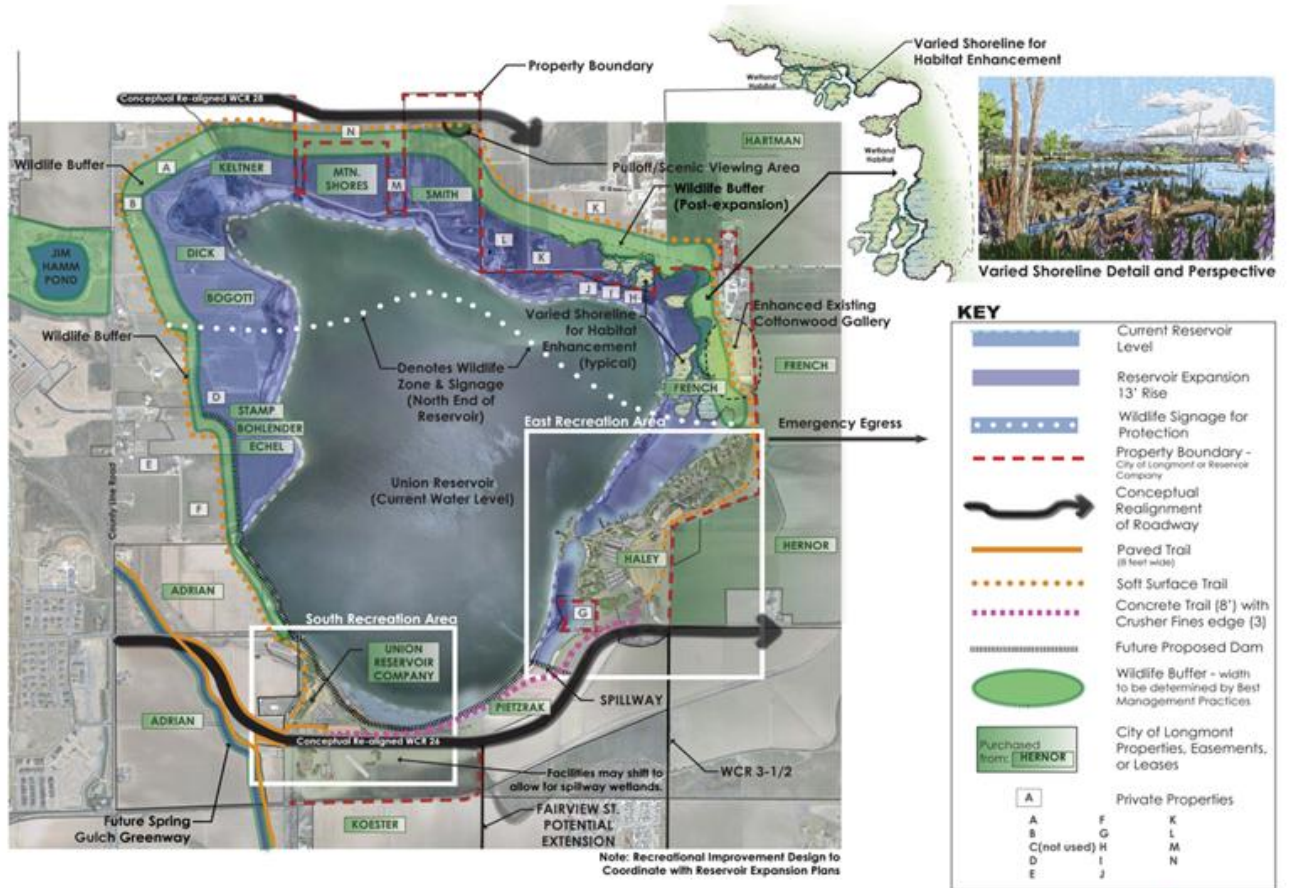 Varied Shoreline for
Habitat Enhancement
Wetland
Habitat
Wetland
Habitat
Varied Shoreline Detail and Perspective
Property Boundary
Conceptual Re-aligned WCR 28
N
HARTMAN
Wildlife Buffer
A
KELTNER
MTN.
SHORES
M
SMITH
Pulloff/Scenic Viewing Area
Wildlife Buffer
(Post-expansion)
B
K
L
K
JIM
HAMM
POND
DICK
BOGOTT
J
I
H
Wildlife Buffer
Varied Shoreline
for Habitat
Enhancement
(typical)
Enhanced Existing
Cottonwood Gallery
Denotes Wildlife
Zone & Signage
(North End of
Reservoir)
FRENCH
FRENCH
D
STAMP
BOHLENDER
ECHEL
East Recreation Area
Emergency Egress
County Line Road
E
F
Union Reservoir
(Current Water Level)
HALEY
HERNOR
ADRIAN
G
South Recreation Area
UNION
RESERVOIR
COMPANY
SPILLWAY
PIETZRAK
ADRIAN
Conceptual Re-aligned WCR 26
WCR 3-1/2
Facilities may shift to
allow for spillway wetlands.
Future Spring
Gulch Greenway
KOESTER
FAIRVIEW ST.
POTENTIAL
EXTENSION
Note: Recreational Improvement Design to
Coordinate with Reservoir Expansion Plans
KEY
Current Reservoir
Level
Reservoir Expansion
13' Rise
Wildlife Signage for
Protection
Property Boundary -
City of Longmont or Reservoir
Company
Conceptual
Realignment
of Roadway
Paved Trail
(8 feet wide)
Soft Surface Trail
Concrete Trail (8') with
Crusher Fines edge (3)
Future Proposed Dam
Wildlife Buffer - width
to be determined by Best
Management Practices
Purchased
from: HERNOR
City of Longmont
Properties, Easements,
or Leases
A
Private Properties
A F K
B G L
C(not used) H M
D I N
E J